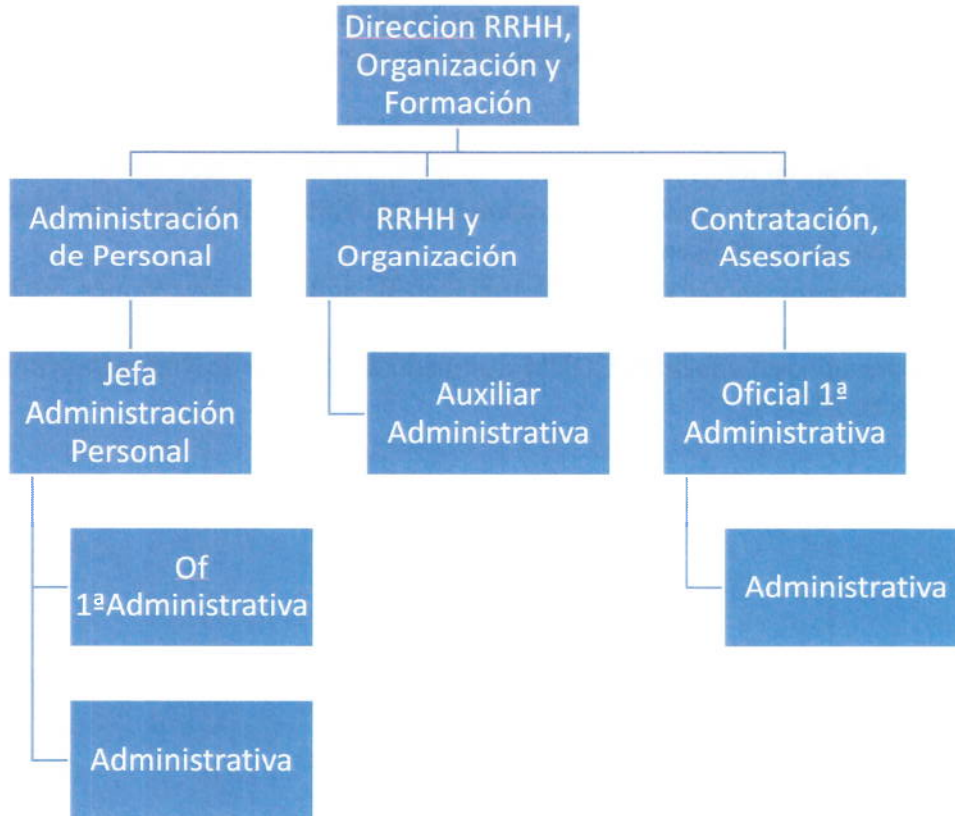 Direccion RRHH,
Organización y
Formación
Administración
de Personal
RRHH y
Organización
Contratación,
Asesorías
Jefa
Administración
Personal
Auxiliar
Administrativa
Oficial 1ª
Administrativa
Of
1ªAdministrativa
Administrativa
Administrativa